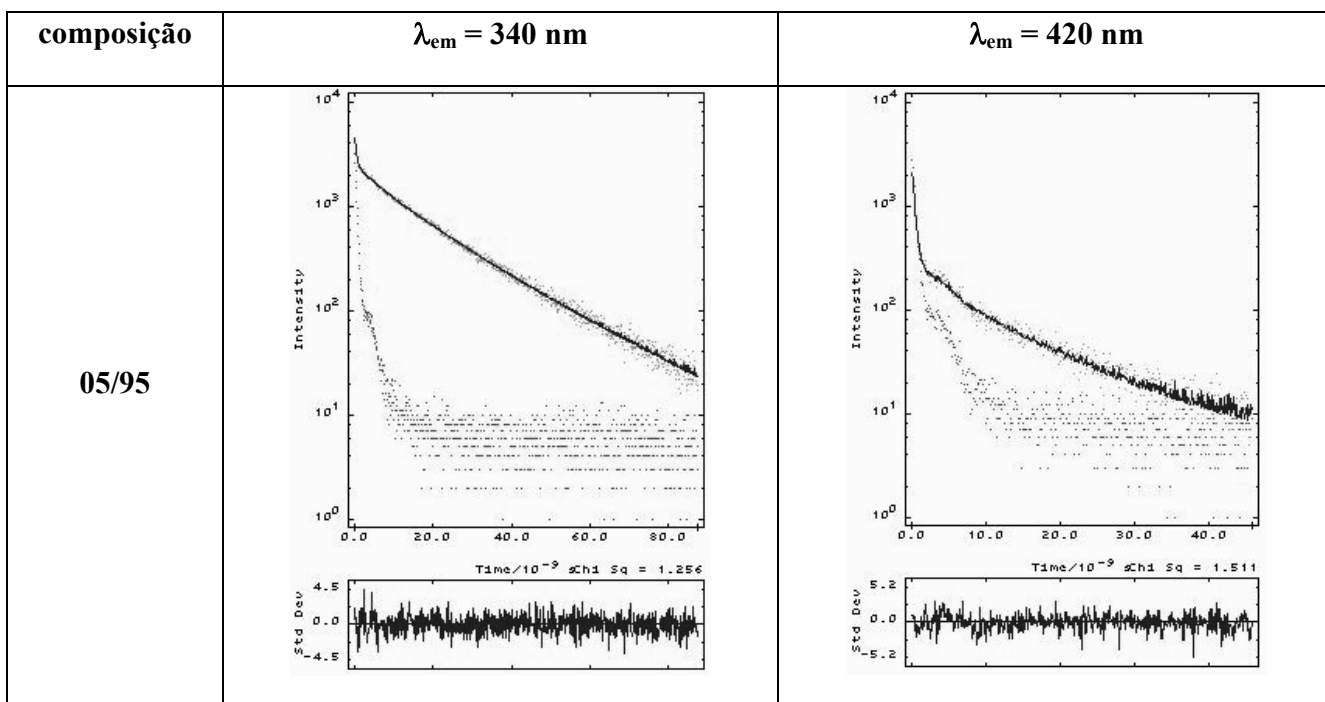 composição
λem = 340 nm
λem = 420 nm
05/95
10⁴
10³
10²
10¹
10⁰
Intensity
0.0 20.0 40.0 60.0 80.0
Time/10⁻⁹ sChi Sq = 1.256
4.5
0.0
-4.5
Std Dev
10⁴
10³
10²
10¹
10⁰
Intensity
0.0 10.0 20.0 30.0 40.0
Time/10⁻⁹ sChi Sq = 1.511
5.2
0.0
-5.2
Std Dev